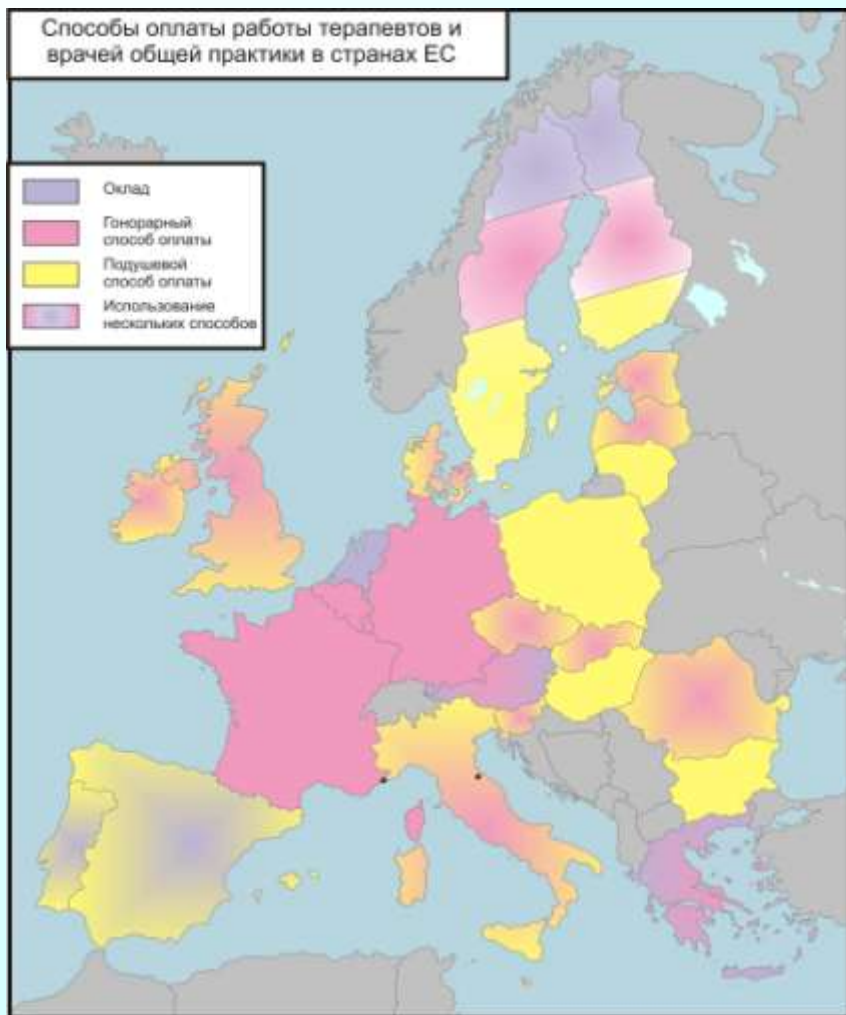 Способы оплаты работы терапевтов и
врачей общей практики в странах ЕС
Оклад
Гонорарный
способ оплаты
Подушевой
способ оплаты
Использование
нескольких способов